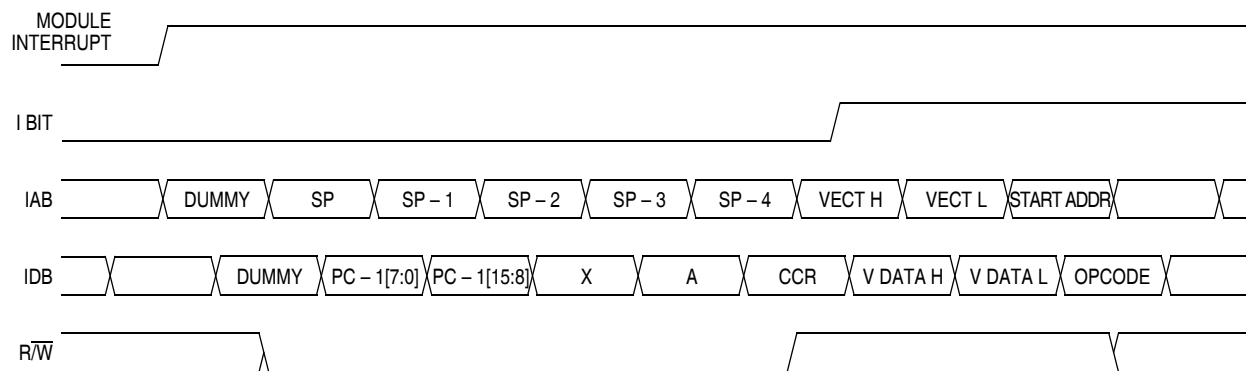 MODULE
INTERRUPT
I BIT
IAB DUMMY SP SP – 1 SP – 2 SP – 3 SP – 4 VECT H VECT L START ADDR
IDB DUMMY PC – 1[7:0] PC – 1[15:8] X A CCR V DATA H V DATA L OPCODE
R/W